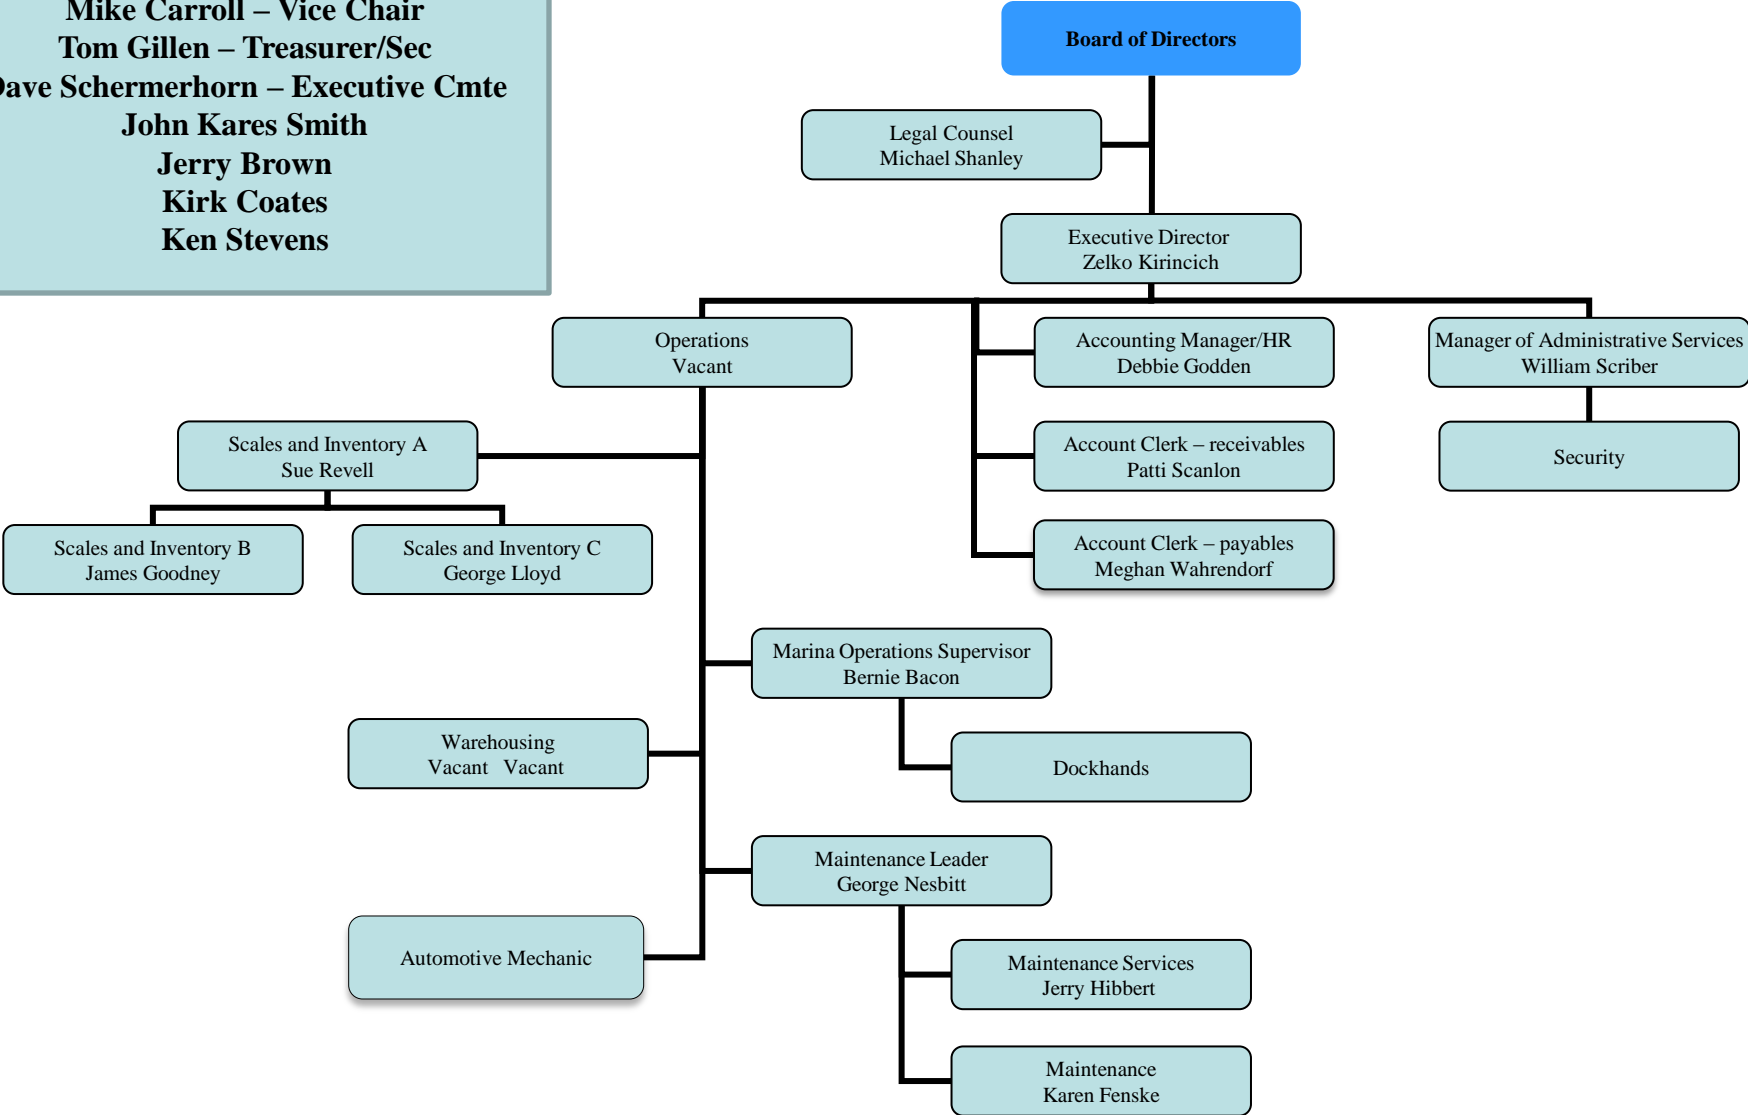 Mike Carroll – Vice Chair
Tom Gillen – Treasurer/Sec
Dave Schermerhorn – Executive Cmte
John Kares Smith
Jerry Brown
Kirk Coates
Ken Stevens
Board of Directors
Legal Counsel
Michael Shanley
Executive Director
Zelko Kirincich
Operations
Vacant
Accounting Manager/HR
Debbie Godden
Manager of Administrative Services
William Scriber
Scales and Inventory A
Sue Revell
Account Clerk – receivables
Patti Scanlon
Security
Scales and Inventory B
James Goodney
Scales and Inventory C
George Lloyd
Account Clerk – payables
Meghan Wahrendorf
Marina Operations Supervisor
Bernie Bacon
Warehousing
Vacant Vacant
Dockhands
Maintenance Leader
George Nesbitt
Automotive Mechanic
Maintenance Services
Jerry Hibbert
Maintenance
Karen Fenske